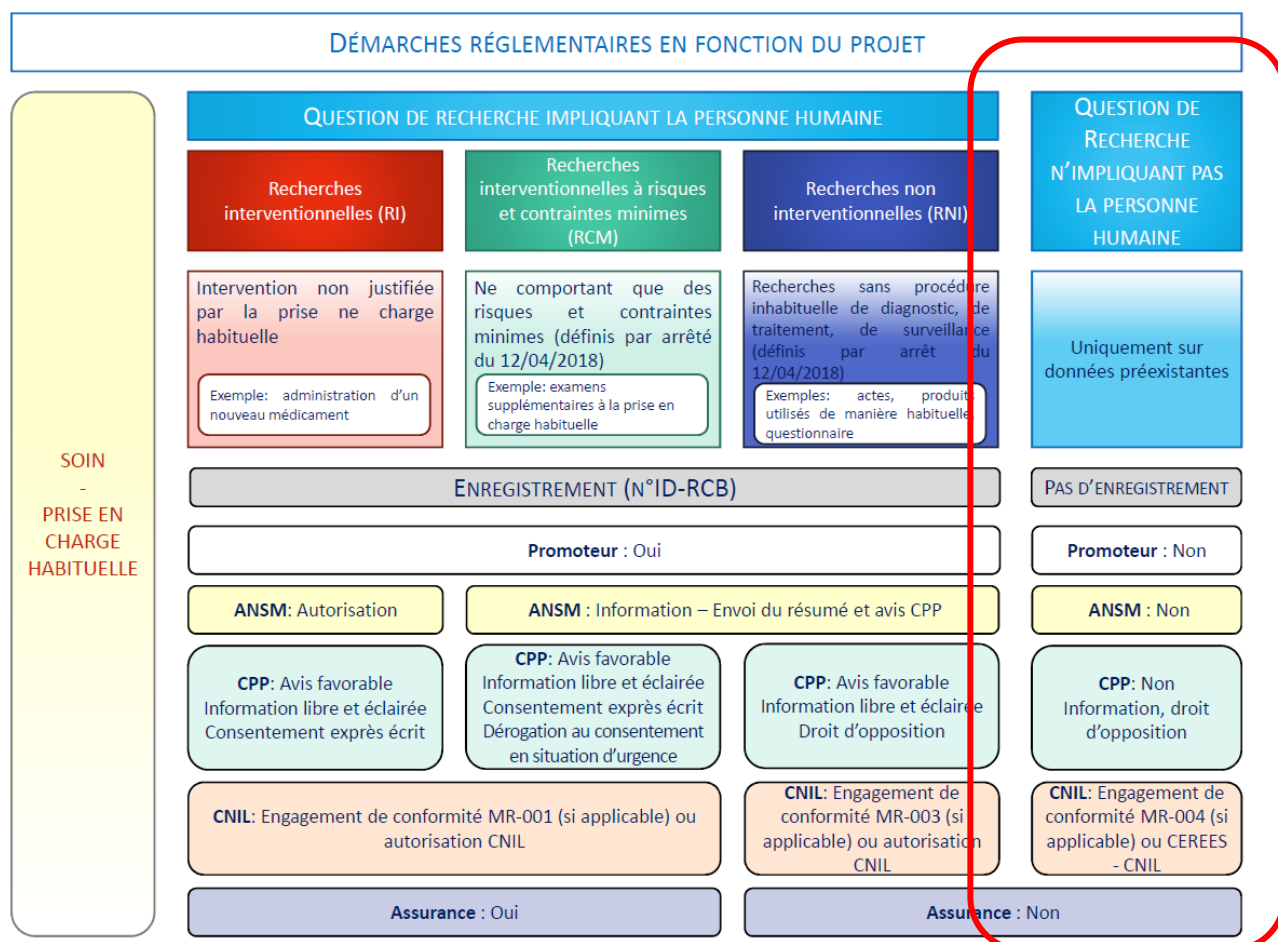 DÉMARCHES RÉGLEMENTAIRES EN FONCTION DU PROJET
SOIN
-
PRISE EN
CHARGE
HABITUELLE
QUESTION DE RECHERCHE IMPLIQUANT LA PERSONNE HUMAINE
Recherches
interventionnelles (RI)
Recherches
interventionnelles à risques
et contraintes minimes
(RCM)
Recherches non
interventionnelles (RNI)
QUESTION DE
RECHERCHE
N'IMPLIQUANT PAS
LA PERSONNE
HUMAINE
Intervention non justifiée
par la prise ne charge
habituelle
Exemple: administration d'un
nouveau médicament
Ne comportant que des
risques et contraintes
minimes (définis par arrêté
du 12/04/2018)
Exemple: examens
supplémentaires à la prise en
charge habituelle
Recherches sans procédure
inhabituelle de diagnostic, de
traitement, de surveillance
(définis par arrêt du
12/04/2018)
Exemples: actes, produits
utilisés de manière habituelle,
questionnaire
Uniquement sur
données préexistantes
ENREGISTREMENT (N°ID-RCB)
PAS D'ENREGISTREMENT
Promoteur : Oui
Promoteur : Non
ANSM: Autorisation
ANSM : Information – Envoi du résumé et avis CPP
ANSM : Non
CPP: Avis favorable
Information libre et éclairée
Consentement exprès écrit
CPP: Avis favorable
Information libre et éclairée
Consentement exprès écrit
Dérogation au consentement
en situation d'urgence
CPP: Avis favorable
Information libre et éclairée
Droit d'opposition
CPP: Non
Information, droit
d'opposition
CNIL: Engagement de conformité MR-001 (si applicable) ou
autorisation CNIL
CNIL: Engagement de
conformité MR-003 (si
applicable) ou autorisation
CNIL
CNIL: Engagement de
conformité MR-004 (si
applicable) ou CEREES
- CNIL
Assurance : Oui
Assurance : Non